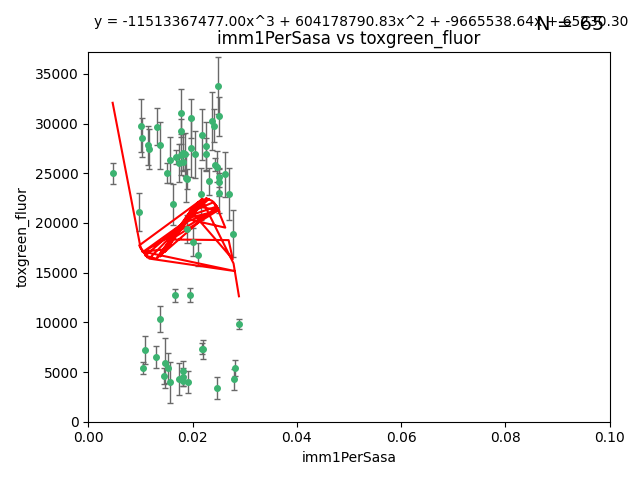 y = -11513367477.00x^3 + 604178790.83x^2 + -9665538.64x + 65230.30
N = 65
imm1PerSasa vs toxgreen_fluor
35000
30000
25000
20000
15000
10000
5000
0
toxgreen_fluor
0.00 0.02 0.04 0.06 0.08 0.10
imm1PerSasa